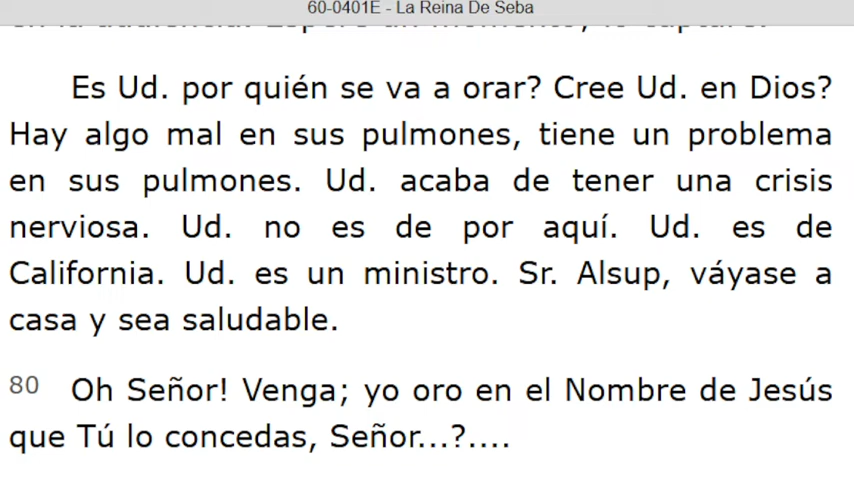 60-0401E - La Reina De Seba
Es Ud. por quién se va a orar? Cree Ud. en Dios?
Hay algo mal en sus pulmones, tiene un problema
en sus pulmones. Ud. acaba de tener una crisis
nerviosa. Ud. no es de por aquí. Ud. es de
California. Ud. es un ministro. Sr. Alsup, váyase a
casa y sea saludable.
80 Oh Señor! Venga; yo oro en el Nombre de Jesús
que Tú lo concedas, Señor...?....